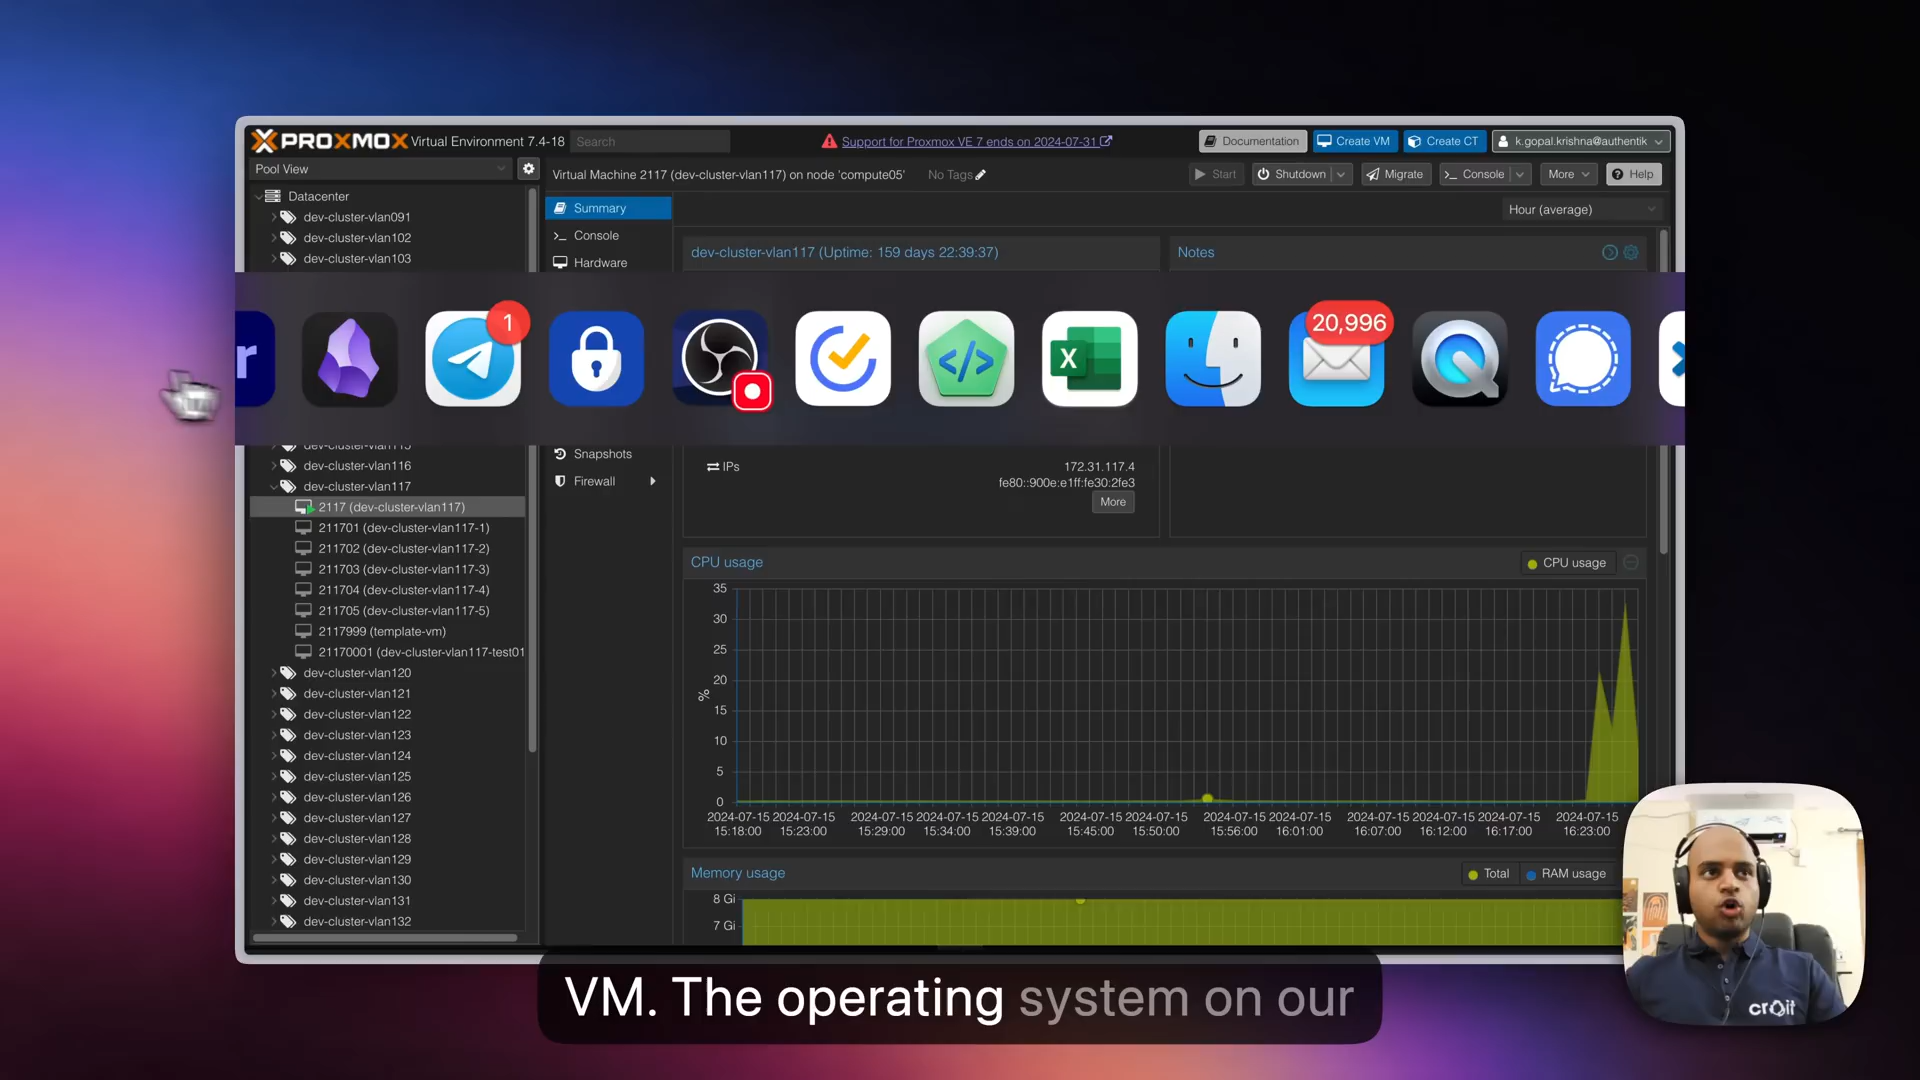 PROXMOX Virtual Environment 7.4-18
Search
Support for Proxmox VE 7 ends on 2024-07-31
Documentation
Create VM
Create CT
k.gopal.krishna@authentik
Pool View
Virtual Machine 2117 (dev-cluster-vlan117) on node 'compute05'
No Tags
Start
Shutdown
Migrate
Console
More
Help
Datacenter
dev-cluster-vlan091
dev-cluster-vlan102
dev-cluster-vlan103
Summary
Console
Hardware
Hour (average)
dev-cluster-vlan117 (Uptime: 159 days 22:39:37)
Notes
r
1
X
20,996
dev-cluster-vlan116
dev-cluster-vlan117
2117 (dev-cluster-vlan117)
211701 (dev-cluster-vlan117-1)
211702 (dev-cluster-vlan117-2)
211703 (dev-cluster-vlan117-3)
211704 (dev-cluster-vlan117-4)
211705 (dev-cluster-vlan117-5)
2117999 (template-vm)
21170001 (dev-cluster-vlan117-test01
dev-cluster-vlan120
dev-cluster-vlan121
dev-cluster-vlan122
dev-cluster-vlan123
dev-cluster-vlan124
dev-cluster-vlan125
dev-cluster-vlan126
dev-cluster-vlan127
dev-cluster-vlan128
dev-cluster-vlan129
dev-cluster-vlan130
dev-cluster-vlan131
dev-cluster-vlan132
Snapshots
Firewall
IPs
172.31.117.4
fe80::900e:e1ff:fe30:2fe3
More
CPU usage
CPU usage
35
30
25
20
15
10
5
0
%
2024-07-15 2024-07-15 2024-07-15 2024-07-15 2024-07-15 2024-07-15 2024-07-15 2024-07-15 2024-07-15 2024-07-15 2024-07-15 2024-07-15 2024-07-15
15:18:00 15:23:00 15:29:00 15:34:00 15:39:00 15:45:00 15:50:00 15:56:00 16:01:00 16:07:00 16:12:00 16:17:00 16:23:00
Memory usage
Total
RAM usage
8 Gi
7 Gi
croit
VM. The operating system on our